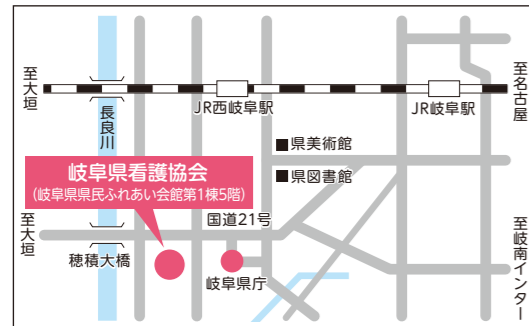 至大垣
至名古屋
JR西岐阜駅
JR岐阜駅
長良川
■県美術館
■県図書館
岐阜県看護協会
(岐阜県県民ふれあい会館第1棟5階)
国道21号
至大垣
至岐南インター
穂積大橋
岐阜県庁